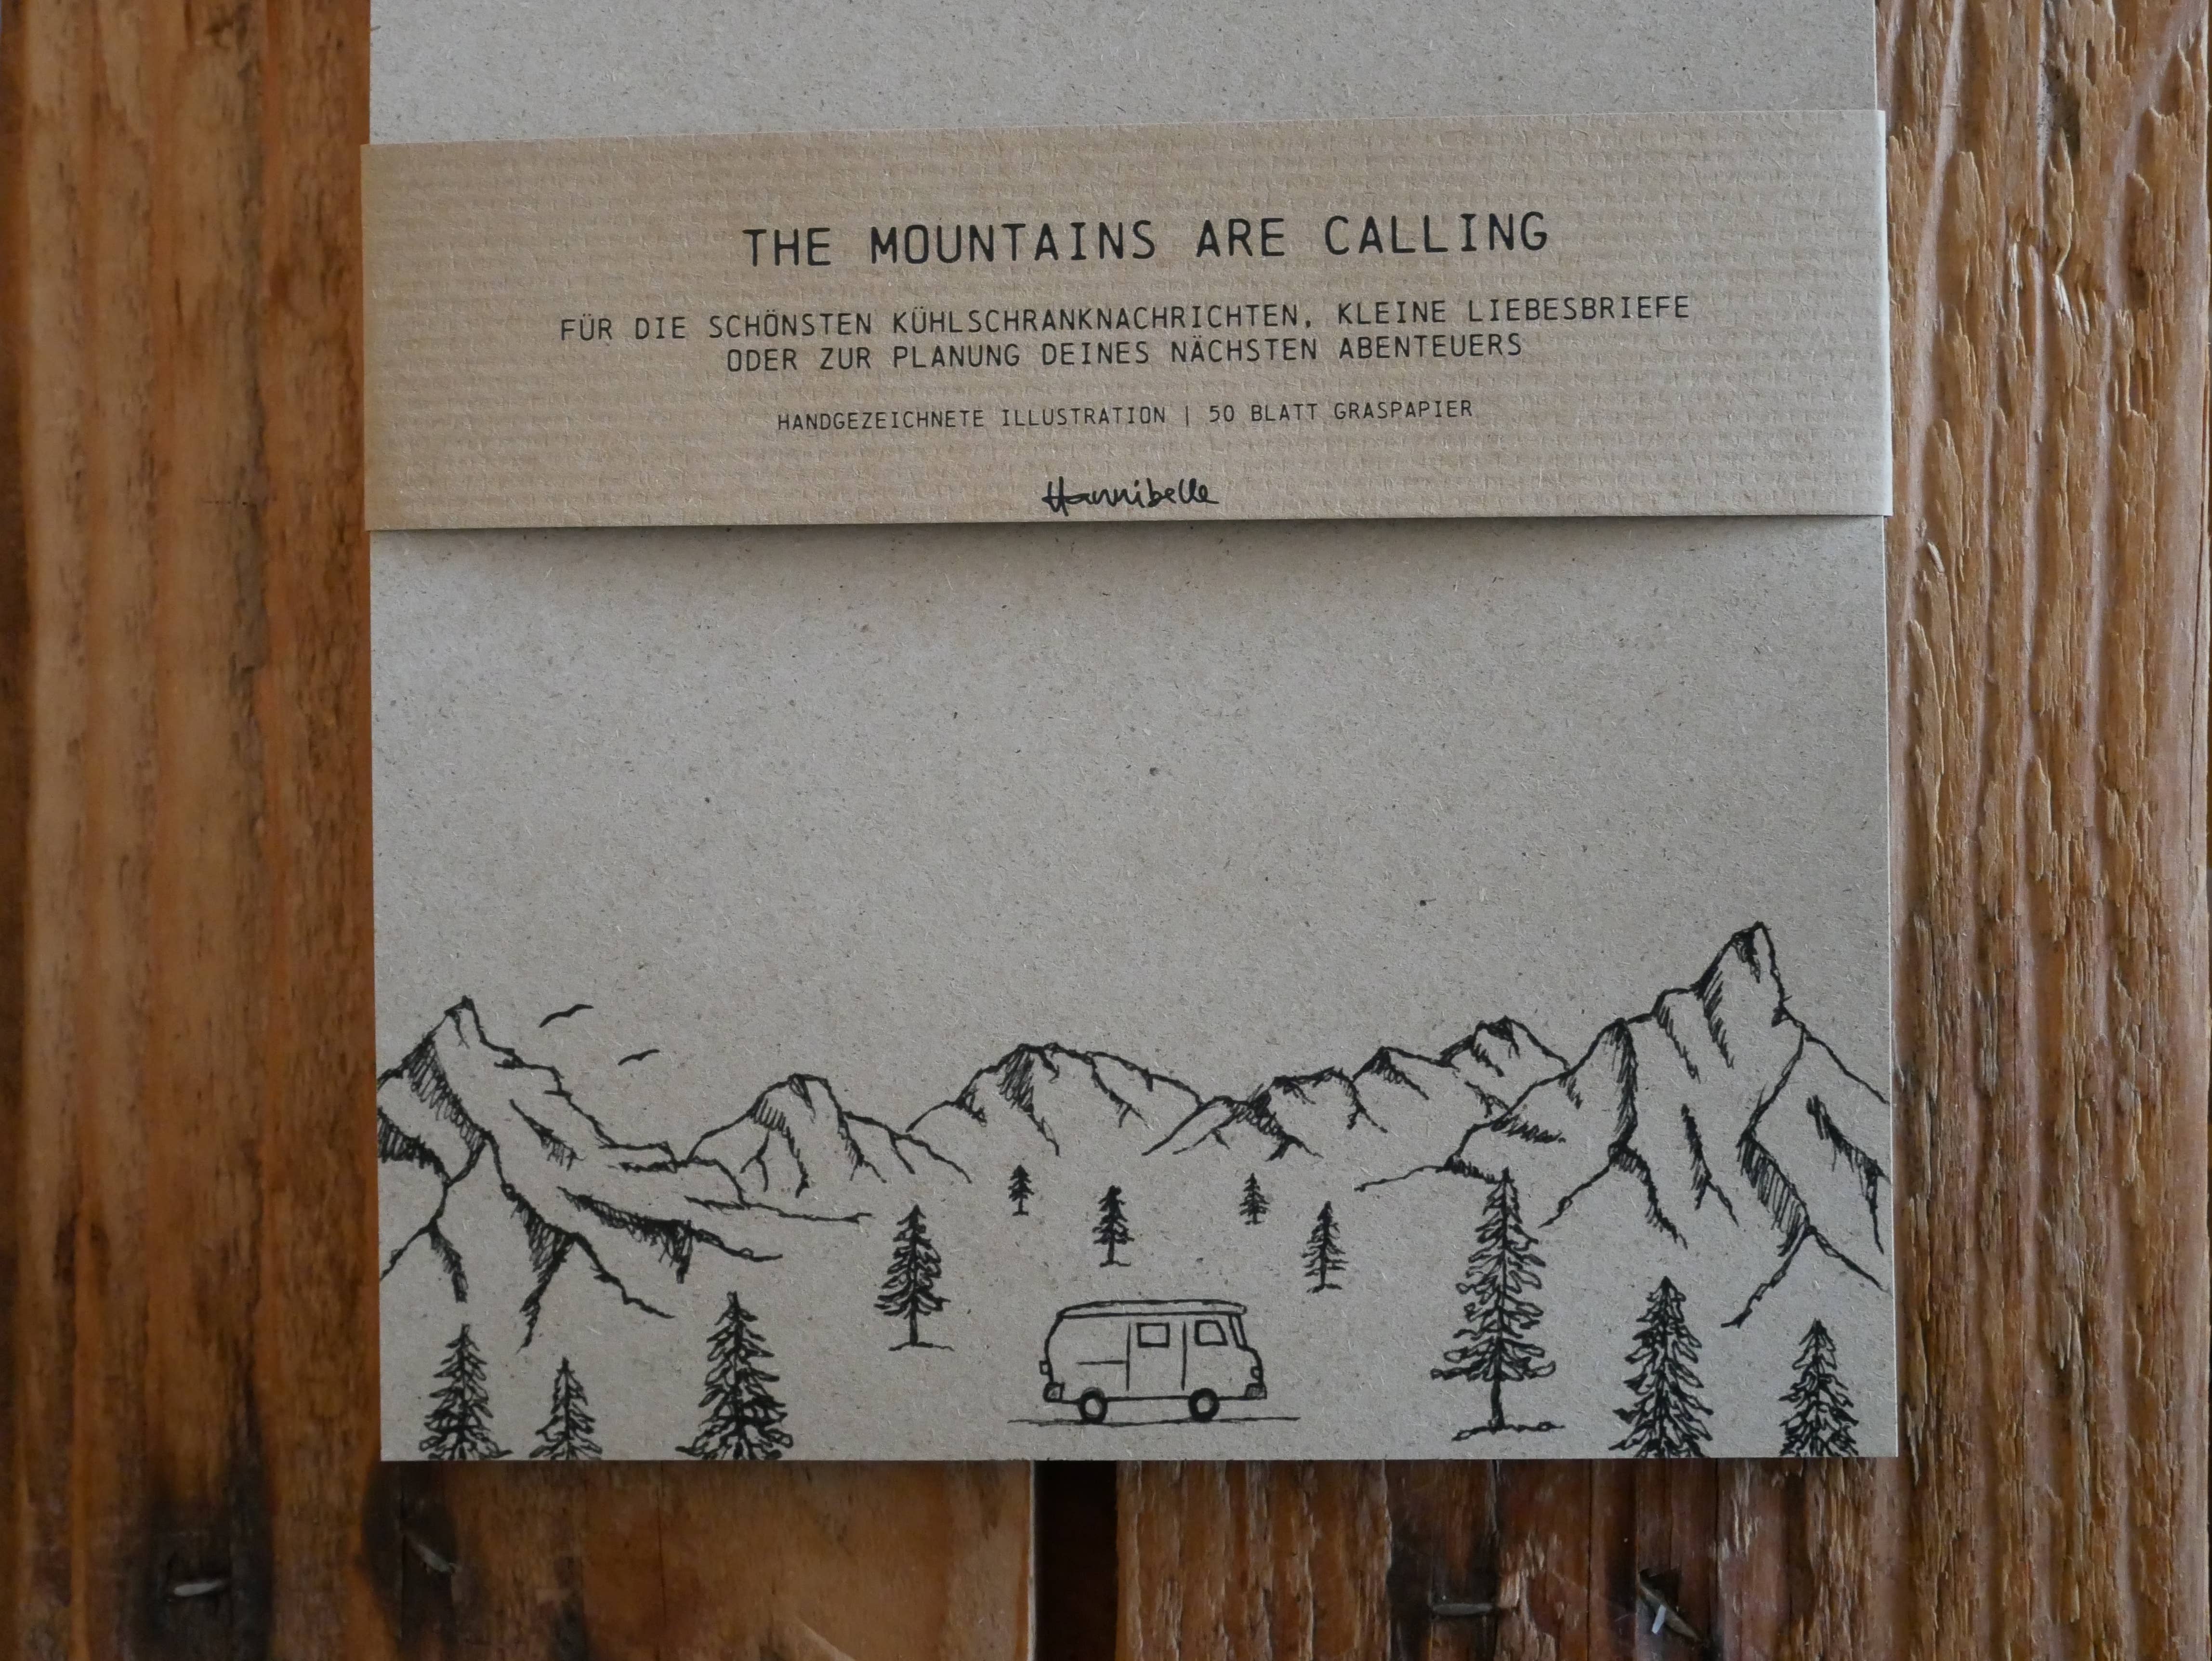 THE MOUNTAINS ARE CALLING
FÜR DIE SCHÖNSTEN KÜHLSCHRANKNACHRICHTEN, KLEINE LIEBESBRIEFE
ODER ZUR PLANUNG DEINES NÄCHSTEN ABENTEUERS
HANDGEZEICHNETE ILLUSTRATION | 50 BLATT GRASPAPIER
Hannibelle